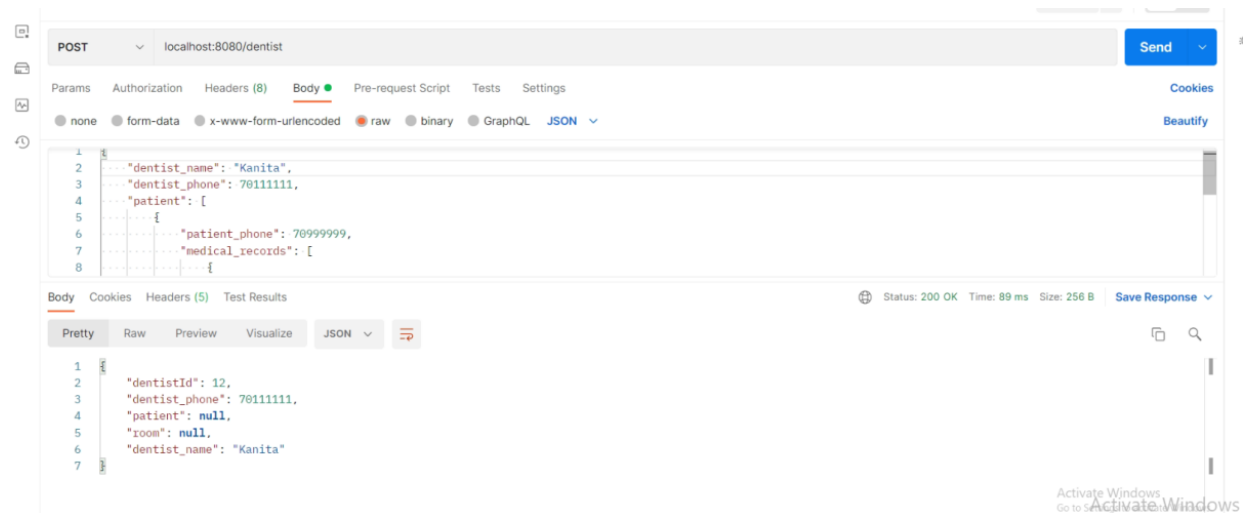 POST localhost:8080/dentist Send
Params Authorization Headers (8) Body Pre-request Script Tests Settings Cookies
none form-data x-www-form-urlencoded raw binary GraphQL JSON Beautify
1 {
2 "dentist_name": "Kanita",
3 "dentist_phone": 70111111,
4 "patient": [
5 {
6 "patient_phone": 70999999,
7 "medical_records": [
8 {
Body Cookies Headers (5) Test Results Status: 200 OK Time: 89 ms Size: 256 B Save Response
Pretty Raw Preview Visualize JSON
1 {
2 "dentistId": 12,
3 "dentist_phone": 70111111,
4 "patient": null,
5 "room": null,
6 "dentist_name": "Kanita"
7 }
Activate Windows
Go to Activate Windows